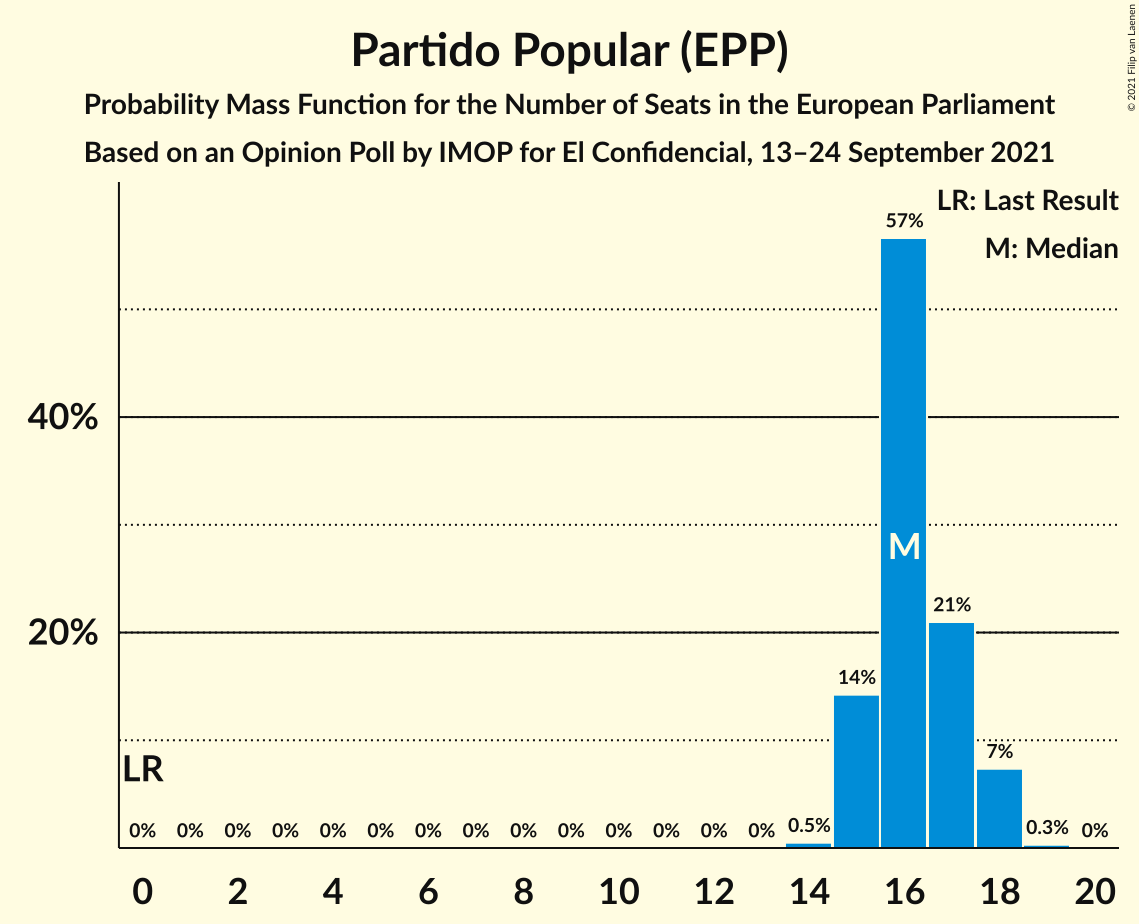 Partido Popular (EPP)
Probability Mass Function for the Number of Seats in the European Parliament
Based on an Opinion Poll by IMOP for El Confidencial, 13–24 September 2021
© 2021 Filip van Laenen
LR: Last Result
M: Median
57%
40%
M
21%
20%
14%
7%
LR
0% 0% 0% 0% 0% 0% 0% 0% 0% 0% 0% 0% 0% 0% 0.5% 0.3% 0%
0 2 4 6 8 10 12 14 16 18 20